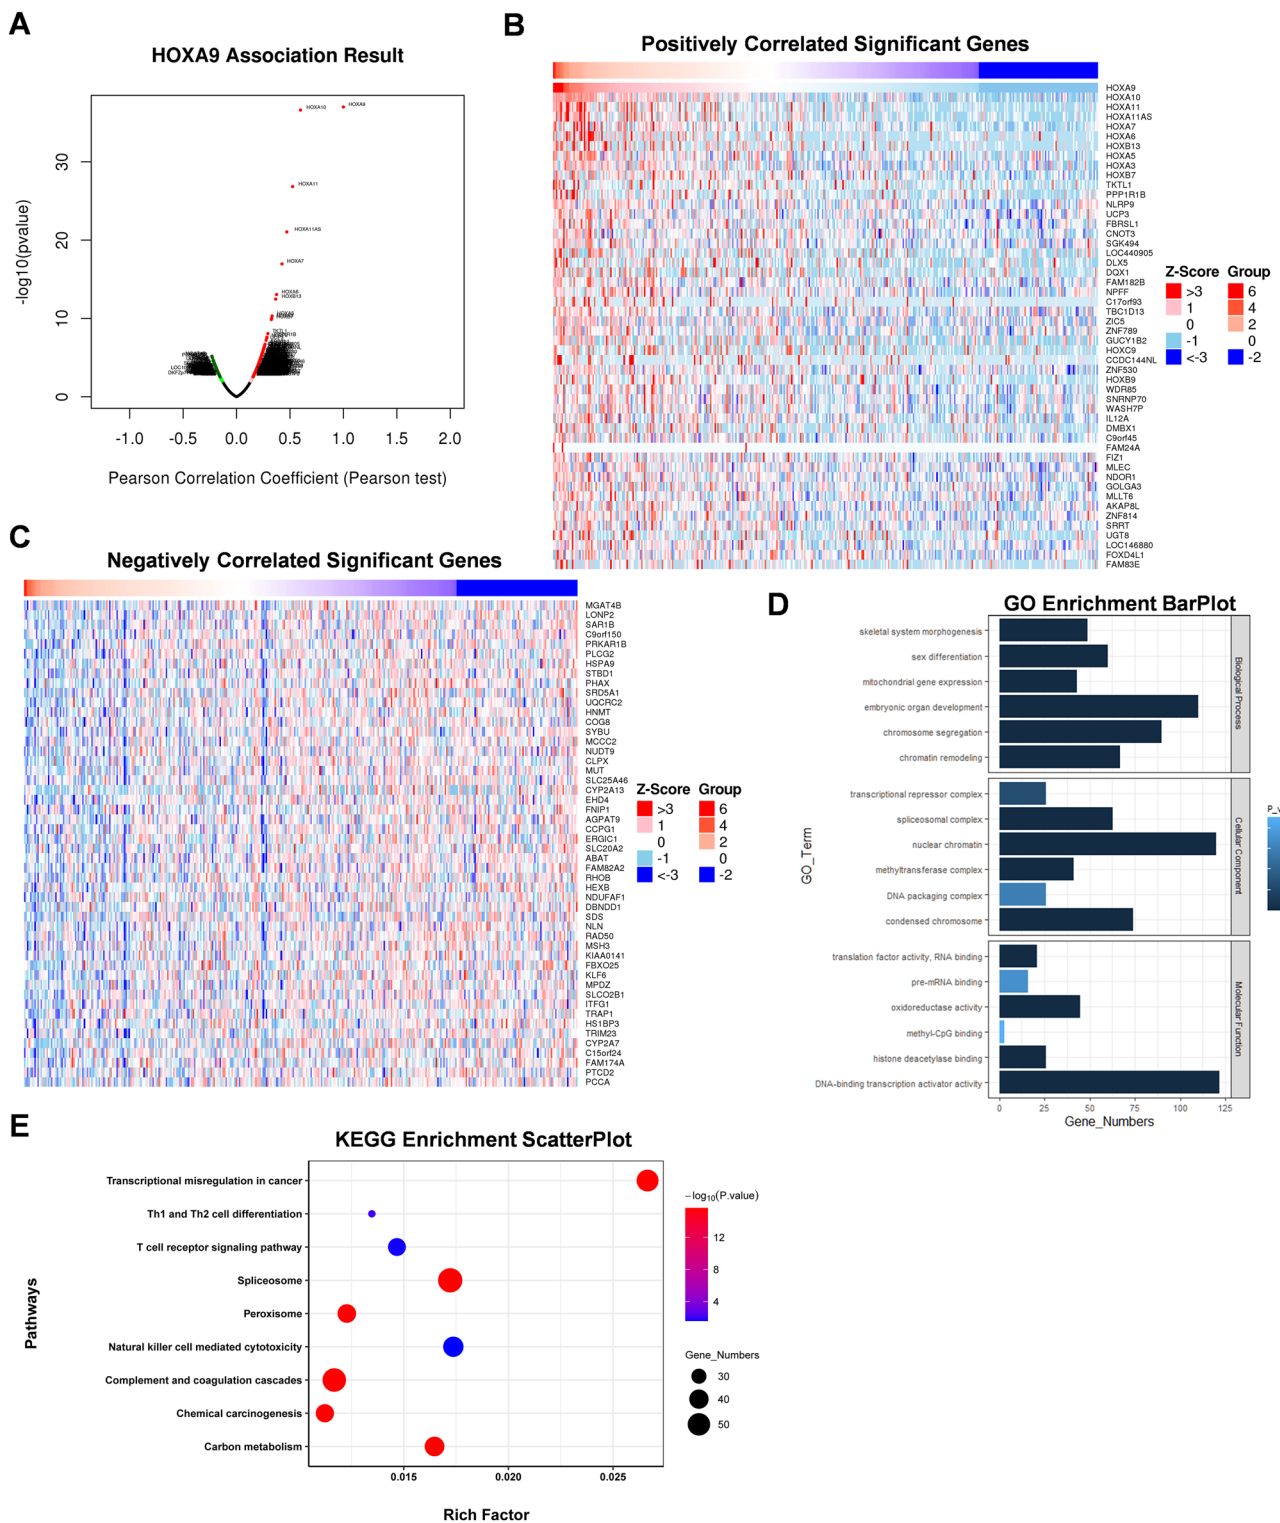 A
HOXA9 Association Result
HOXA10
HOXA9
HOXA11
HOXA11AS
HOXA7
HOXA6
HOXB13
TKTL1
-log10(pvalue)
0
10
20
30
-1.0
-0.5
0.0
0.5
1.0
1.5
2.0
Pearson Correlation Coefficient (Pearson test)
B
Positively Correlated Significant Genes
HOXA9
HOXA10
HOXA11
HOXA11AS
HOXA7
HOXA6
HOXB13
HOXA5
HOXA3
HOXB7
TKTL1
PPP1R1B
NLRP9
UCP3
FBRSL1
CNOT3
SGK494
LOC440905
DLX5
DQX1
FAM182B
NPFF
C17orf93
TBC1D13
ZIC5
ZNF789
GUCY1B2
HOXC9
CCDC144NL
ZNF530
HOXB9
WDR85
SNRNP70
WASH7P
IL12A
DMBX1
C9orf45
FAM24A
FIZ1
MLEC
NDOR1
GOLGA3
MLLT6
AKAP8L
ZNF814
SRRT
UGT8
LOC146880
FOXD4L1
FAM83E
Z-Score Group
>3 6
1 4
0 2
-1 0
<-3 -2
C
Negatively Correlated Significant Genes
MGAT4B
LONP2
SAR1B
C9orf150
PRKAR1B
PLCG2
HSPA9
STBD1
PHAX
SRD5A1
UQCRC2
HNMT
COG8
SYBU
MCCC2
NUDT9
CLPX
MUT
SLC25A46
CYP2A13
EHD4
FNIP1
AGPAT9
CCPG1
ERGIC1
SLC20A2
ABAT
FAM82A2
RHOB
HEXB
NDUFAF1
DBNDD1
SDS
NLN
RAD50
MSH3
KIAA0141
FBXO25
KLF6
MPDZ
SLCO2B1
ITFG1
TRAP1
HS1BP3
TRIM23
CYP2A7
C15orf24
FAM174A
PTCD2
PCCA
Z-Score Group
>3 6
1 4
0 2
-1 0
<-3 -2
D
GO Enrichment BarPlot
GO_Term
skeletal system morphogenesis
sex differentiation
mitochondrial gene expression
embryonic organ development
chromosome segregation
chromatin remodeling
Biological Process
transcriptional repressor complex
spliceosomal complex
nuclear chromatin
methyltransferase complex
DNA packaging complex
condensed chromosome
Cellular Component
translation factor activity, RNA binding
pre-mRNA binding
oxidoreductase activity
methyl-CpG binding
histone deacetylase binding
DNA-binding transcription activator activity
Molecular Function
0 25 50 75 100 125
Gene_Numbers
P_v
E
KEGG Enrichment ScatterPlot
Pathways
Transcriptional misregulation in cancer
Th1 and Th2 cell differentiation
T cell receptor signaling pathway
Spliceosome
Peroxisome
Natural killer cell mediated cytotoxicity
Complement and coagulation cascades
Chemical carcinogenesis
Carbon metabolism
0.015 0.020 0.025
Rich Factor
−log10(P.value)
12
8
4
Gene_Numbers
30
40
50